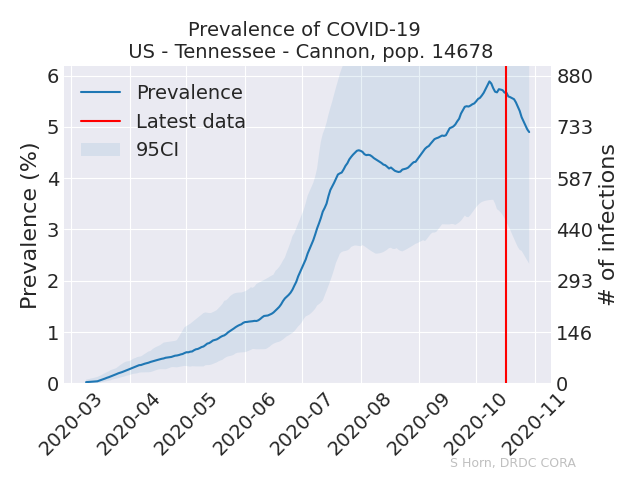 Prevalence of COVID-19
US - Tennessee - Cannon, pop. 14678
Prevalence
Latest data
95CI
Prevalence (%)
6
5
4
3
2
1
0
880
733
587
440
293
146
0
# of infections
2020-03
2020-04
2020-05
2020-06
2020-07
2020-08
2020-09
2020-10
2020-11
S Horn, DRDC CORA